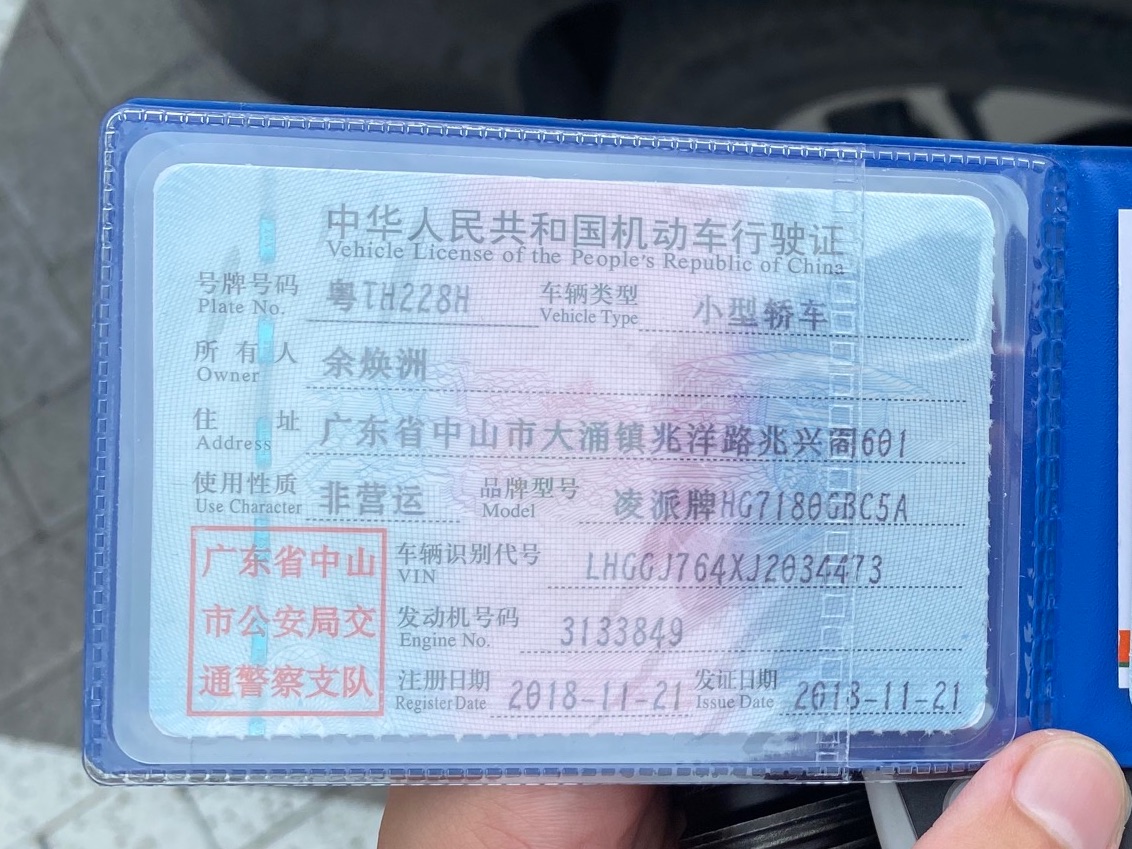 中华人民共和国机动车行驶证
Vehicle License of the People's Republic of China
号牌号码 粤TH228H 车辆类型 小型轿车
Plate No. Vehicle Type
所有人 余焕洲
Owner
住址 广东省中山市大涌镇兆洋路兆兴阁601
Address
使用性质 非营运 品牌型号 凌派牌HG7180GBC5A
Use Character Model
广东省中山
市公安局交
通警察支队
车辆识别代号 LHGGJ764XJ2034473
VIN
发动机号码 3133849
Engine No.
注册日期 2018-11-21 发证日期 2018-11-21
Register Date Issue Date